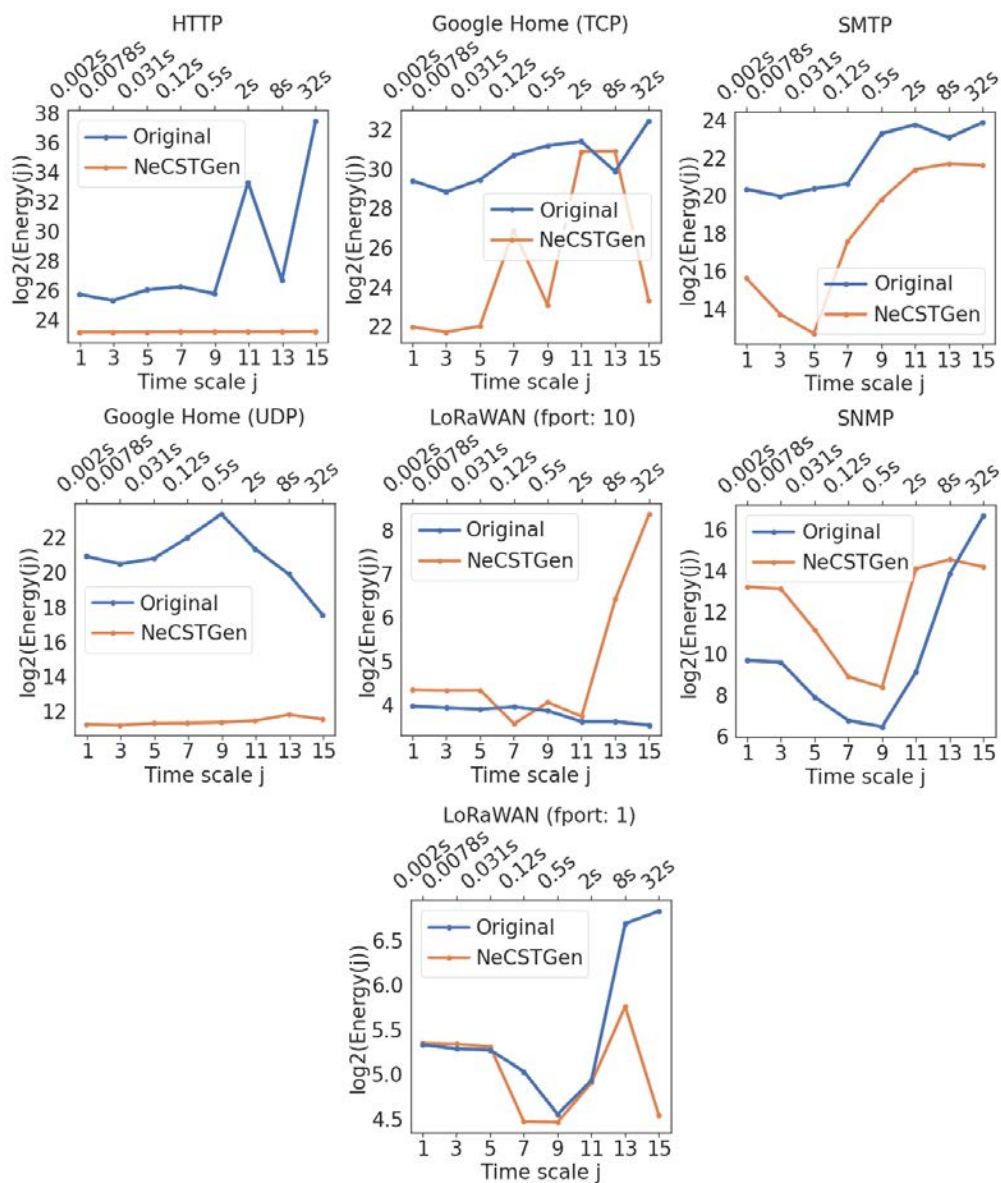 HTTP
0.002s 0.0078s 0.031s 0.12s 0.5s 2s 8s 32s
log2(Energy(j))
38
36
34
32
30
28
26
24
Original
NeCSTGen
1 3 5 7 9 11 13 15
Time scale j
Google Home (TCP)
0.002s 0.0078s 0.031s 0.12s 0.5s 2s 8s 32s
log2(Energy(j))
32
30
28
26
24
22
Original
NeCSTGen
1 3 5 7 9 11 13 15
Time scale j
SMTP
0.002s 0.0078s 0.031s 0.12s 0.5s 2s 8s 32s
log2(Energy(j))
24
22
20
18
16
14
Original
NeCSTGen
1 3 5 7 9 11 13 15
Time scale j
Google Home (UDP)
0.002s 0.0078s 0.031s 0.12s 0.5s 2s 8s 32s
log2(Energy(j))
22
20
18
16
14
12
Original
NeCSTGen
1 3 5 7 9 11 13 15
Time scale j
LoRaWAN (fport: 10)
0.002s 0.0078s 0.031s 0.12s 0.5s 2s 8s 32s
log2(Energy(j))
8
7
6
5
4
Original
NeCSTGen
1 3 5 7 9 11 13 15
Time scale j
SNMP
0.002s 0.0078s 0.031s 0.12s 0.5s 2s 8s 32s
log2(Energy(j))
16
14
12
10
8
6
Original
NeCSTGen
1 3 5 7 9 11 13 15
Time scale j
LoRaWAN (fport: 1)
0.002s 0.0078s 0.031s 0.12s 0.5s 2s 8s 32s
log2(Energy(j))
6.5
6.0
5.5
5.0
4.5
Original
NeCSTGen
1 3 5 7 9 11 13 15
Time scale j